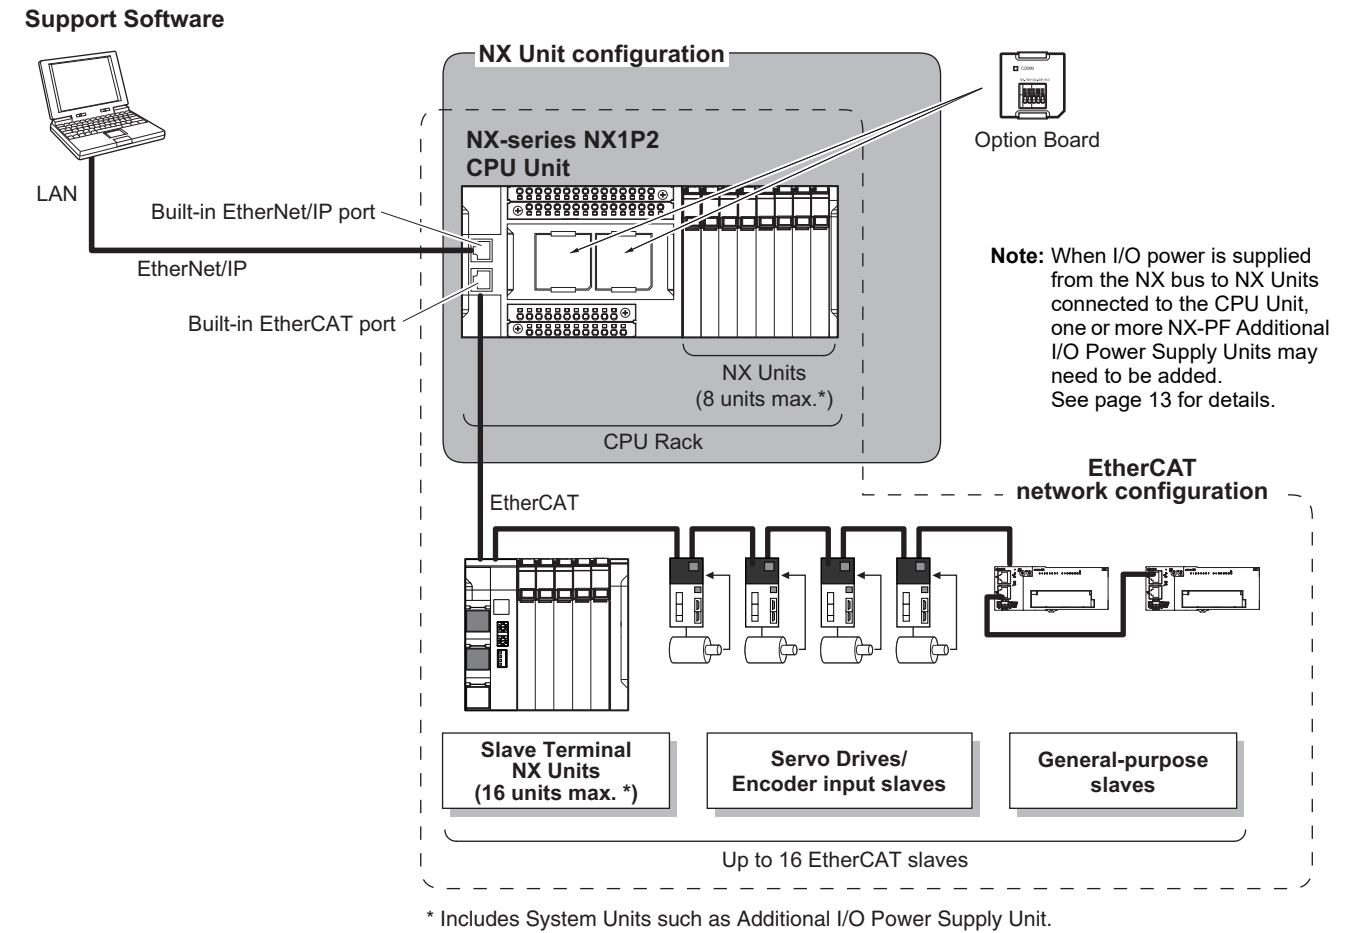 Support Software
NX Unit configuration
COMM
Option Board
NX-series NX1P2
CPU Unit
LAN
Built-in EtherNet/IP port
EtherNet/IP
Built-in EtherCAT port
Note: When I/O power is supplied
from the NX bus to NX Units
connected to the CPU Unit,
one or more NX-PF Additional
I/O Power Supply Units may
need to be added.
See page 13 for details.
NX Units
(8 units max.*)
CPU Rack
EtherCAT
network configuration
EtherCAT
Slave Terminal
NX Units
(16 units max. *)
Servo Drives/
Encoder input slaves
General-purpose
slaves
Up to 16 EtherCAT slaves
* Includes System Units such as Additional I/O Power Supply Unit.